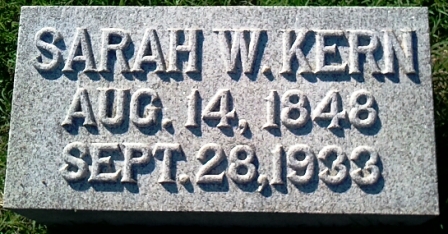 SARAH W. KERN
AUG. 14, 1848
SEPT. 28, 1933